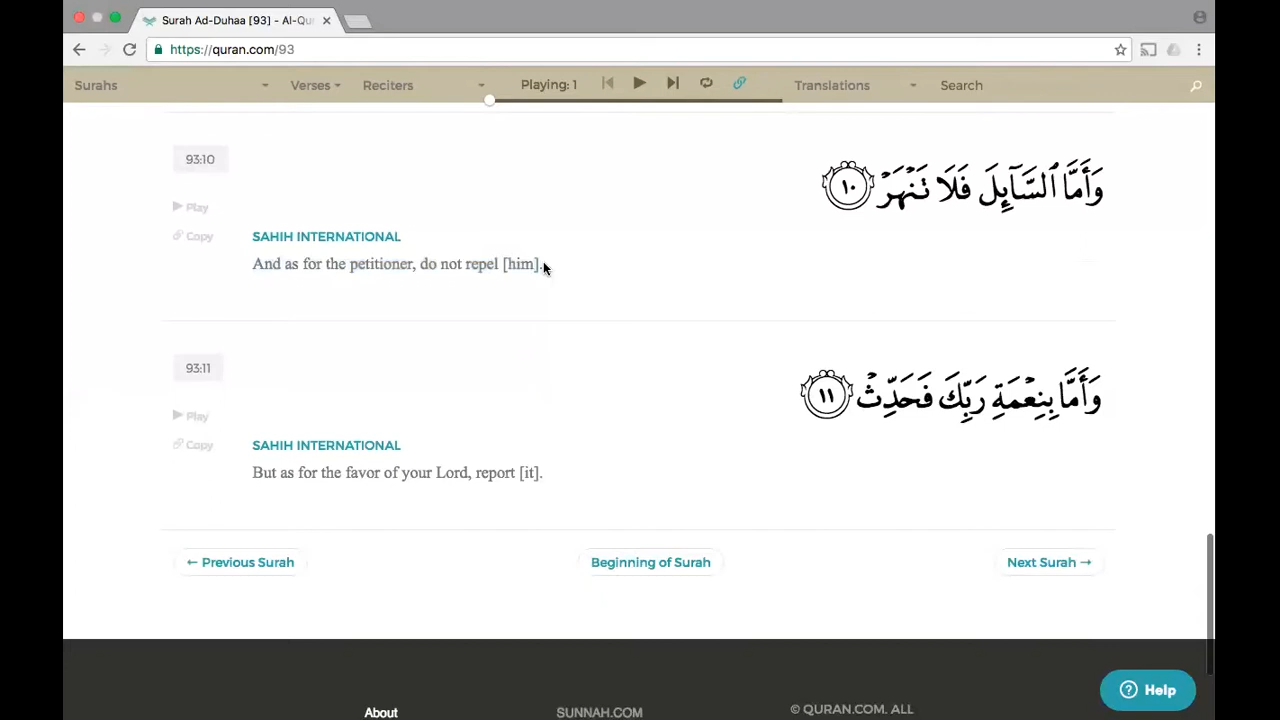 Surah Ad-Duhaa [93] - Al-Qu
https://quran.com/93
Surahs Verses Reciters Playing: 1 Translations Search
93:10
وَأَمَّا ٱلسَّآئِلَ فَلَا تَنۡهَرۡ ١٠
Play
Copy
SAHIH INTERNATIONAL
And as for the petitioner, do not repel [him].
93:11
وَأَمَّا بِنِعۡمَةِ رَبِّكَ فَحَدِّثۡ ١١
Play
Copy
SAHIH INTERNATIONAL
But as for the favor of your Lord, report [it].
← Previous Surah Beginning of Surah Next Surah →
About SUNNAH.COM © QURAN.COM. ALL
Help